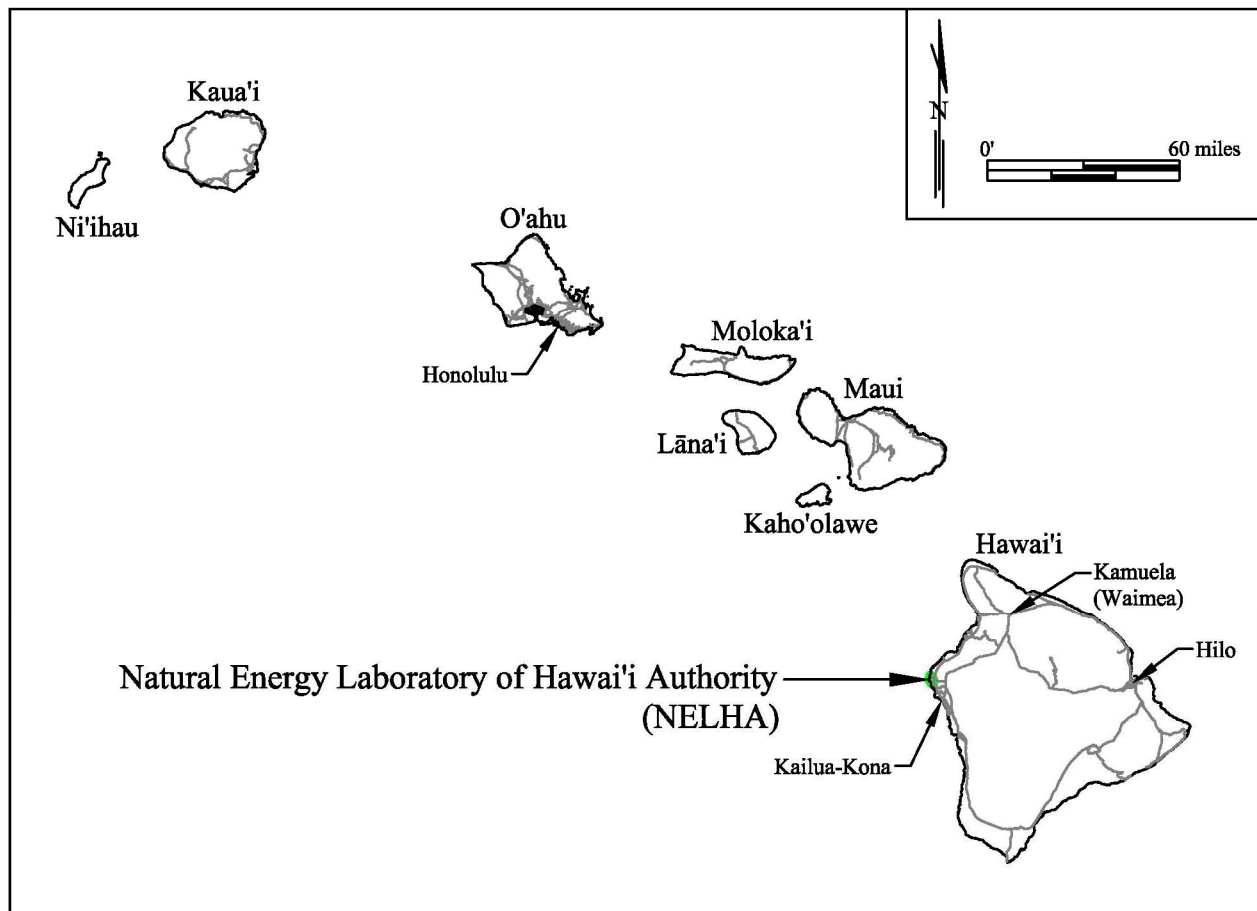 Kaua'i
Ni'ihau
O'ahu
Honolulu
N
0'
60 miles
Moloka'i
Maui
Lāna'i
Kaho'olawe
Hawai'i
Kamuela
(Waimea)
Hilo
Natural Energy Laboratory of Hawai'i Authority
(NELHA)
Kailua-Kona